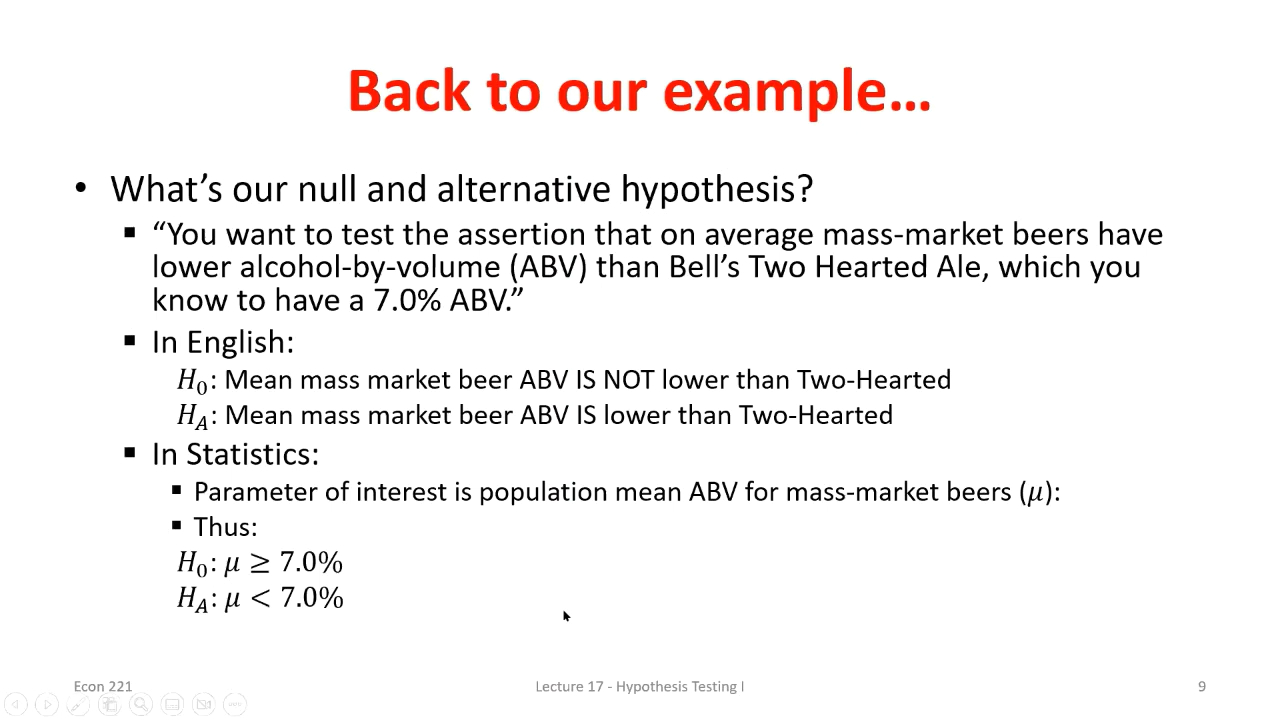 Back to our example…
• What’s our null and alternative hypothesis?
▪ “You want to test the assertion that on average mass-market beers have
lower alcohol-by-volume (ABV) than Bell’s Two Hearted Ale, which you
know to have a 7.0% ABV.”
▪ In English:
H₀: Mean mass market beer ABV IS NOT lower than Two-Hearted
H_A: Mean mass market beer ABV IS lower than Two-Hearted
▪ In Statistics:
▪ Parameter of interest is population mean ABV for mass-market beers (μ):
▪ Thus:
H₀: μ ≥ 7.0%
H_A: μ < 7.0%
Econ 221
Lecture 17 - Hypothesis Testing I
9